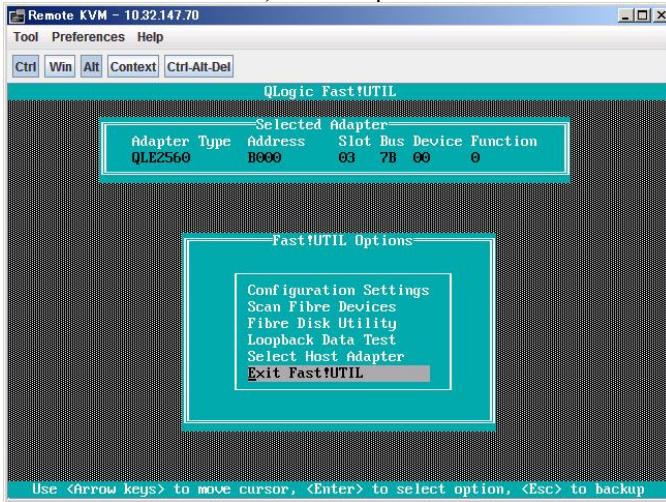 Remote KVM - 10.32.147.70
Tool Preferences Help
Ctrl Win Alt Context Ctrl-Alt-Del
QLogic Fast!UTIL
Selected Adapter
Adapter Type Address Slot Bus Device Function
QLE2560 B000 03 7B 00 0
Fast!UTIL Options
Configuration Settings
Scan Fibre Devices
Fibre Disk Utility
Loopback Data Test
Select Host Adapter
Exit Fast!UTIL
Use <Arrow keys> to move cursor, <Enter> to select option, <Esc> to backup